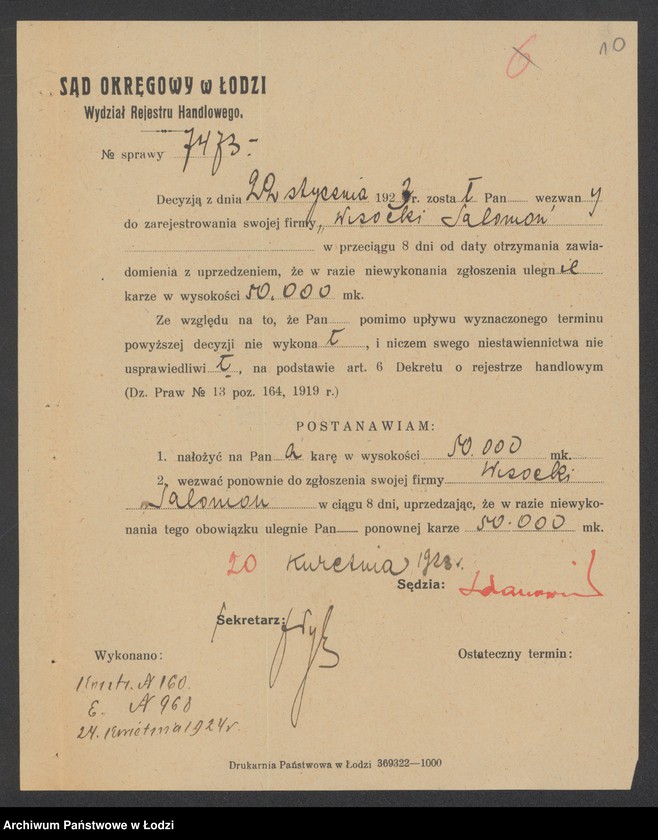 6 10
SĄD OKRĘGOWY w ŁODZI
Wydział Rejestru Handlowego.
№ sprawy 7473
Decyzją z dnia 22 stycznia 1923 r. został Pan wezwany
do zarejestrowania swojej firmy „Wisocki Salomon"
w przeciągu 8 dni od daty otrzymania zawia-
domienia z uprzedzeniem, że w razie niewykonania zgłoszenia ulegnie
karze w wysokości 50.000 mk.
Ze względu na to, że Pan pomimo upływu wyznaczonego terminu
powyższej decyzji nie wykonał, i niczem swego niestawiennictwa nie
usprawiedliwił, na podstawie art. 6 Dekretu o rejestrze handlowym
(Dz. Praw № 13 poz. 164, 1919 r.)
POSTANAWIAM:
1. nałożyć na Pana karę w wysokości 50.000 mk.
2. wezwać ponownie do zgłoszenia swojej firmy Wisocki
Salomon w ciągu 8 dni, uprzedzając, że w razie niewyko-
nania tego obowiązku ulegnie Pan ponownej karze 50.000 mk.
20 kwietnia 1923 r.
Sędzia:
Sekretarz:
Wykonano: Ostateczny termin:
N 160.
E. N 968
24. kwietnia 1924 r.
Drukarnia Państwowa w Łodzi 369322—1000
Archiwum Państwowe w Łodzi